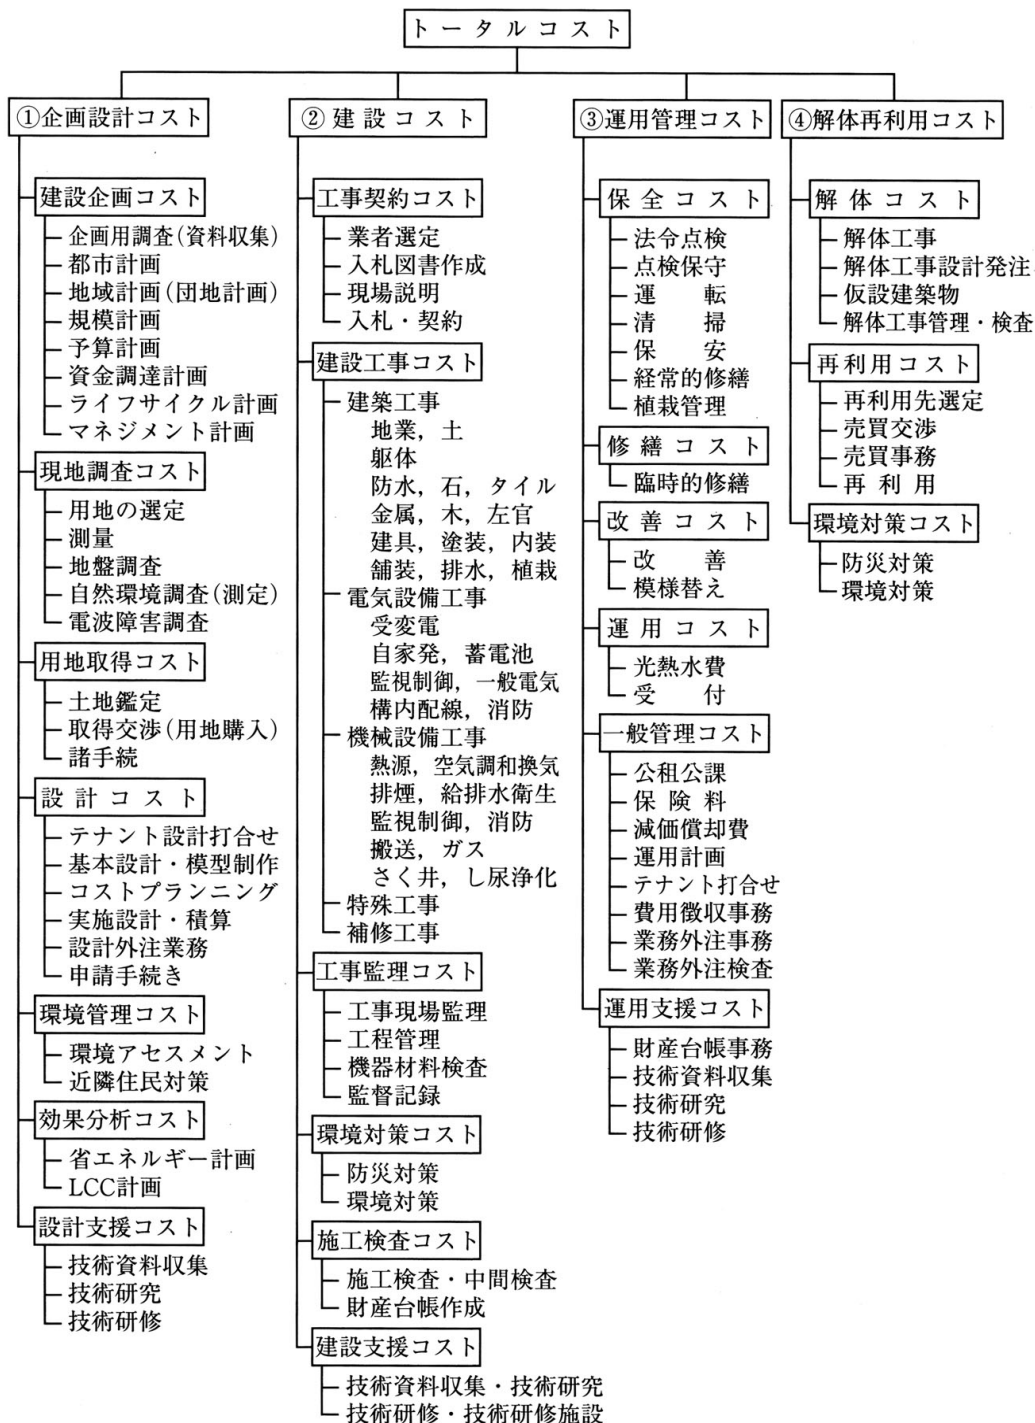 トータルコスト
①企画設計コスト
建設企画コスト
企画用調査(資料収集)
都市計画
地域計画(団地計画)
規模計画
予算計画
資金調達計画
ライフサイクル計画
マネジメント計画
現地調査コスト
用地の選定
測量
地盤調査
自然環境調査(測定)
電波障害調査
用地取得コスト
土地鑑定
取得交渉(用地購入)
諸手続
設計コスト
テナント設計打合せ
基本設計・模型制作
コストプランニング
実施設計・積算
設計外注業務
申請手続き
環境管理コスト
環境アセスメント
近隣住民対策
効果分析コスト
省エネルギー計画
LCC計画
設計支援コスト
技術資料収集
技術研究
技術研修
②建設コスト
工事契約コスト
業者選定
入札図書作成
現場説明
入札・契約
建設工事コスト
建築工事
地業，土
躯体
防水，石，タイル
金属，木，左官
建具，塗装，内装
舗装，排水，植栽
電気設備工事
受変電
自家発，蓄電池
監視制御，一般電気
構内配線，消防
機械設備工事
熱源，空気調和換気
排煙，給排水衛生
監視制御，消防
搬送，ガス
さく井，し尿浄化
特殊工事
補修工事
工事監理コスト
工事現場監理
工程管理
機器材料検査
監督記録
環境対策コスト
防災対策
環境対策
施工検査コスト
施工検査・中間検査
財産台帳作成
建設支援コスト
技術資料収集・技術研究
技術研修・技術研修施設
③運用管理コスト
保全コスト
法令点検
点検保守
運転
清掃
保安
経常的修繕
植栽管理
修繕コスト
臨時的修繕
改善コスト
改善
模様替え
運用コスト
光熱水費
受付
一般管理コスト
公租公課
保険料
減価償却費
運用計画
テナント打合せ
費用徴収事務
業務外注事務
業務外注検査
運用支援コスト
財産台帳事務
技術資料収集
技術研究
技術研修
④解体再利用コスト
解体コスト
解体工事
解体工事設計発注
仮設建築物
解体工事管理・検査
再利用コスト
再利用先選定
売買交渉
売買事務
再利用
環境対策コスト
防災対策
環境対策